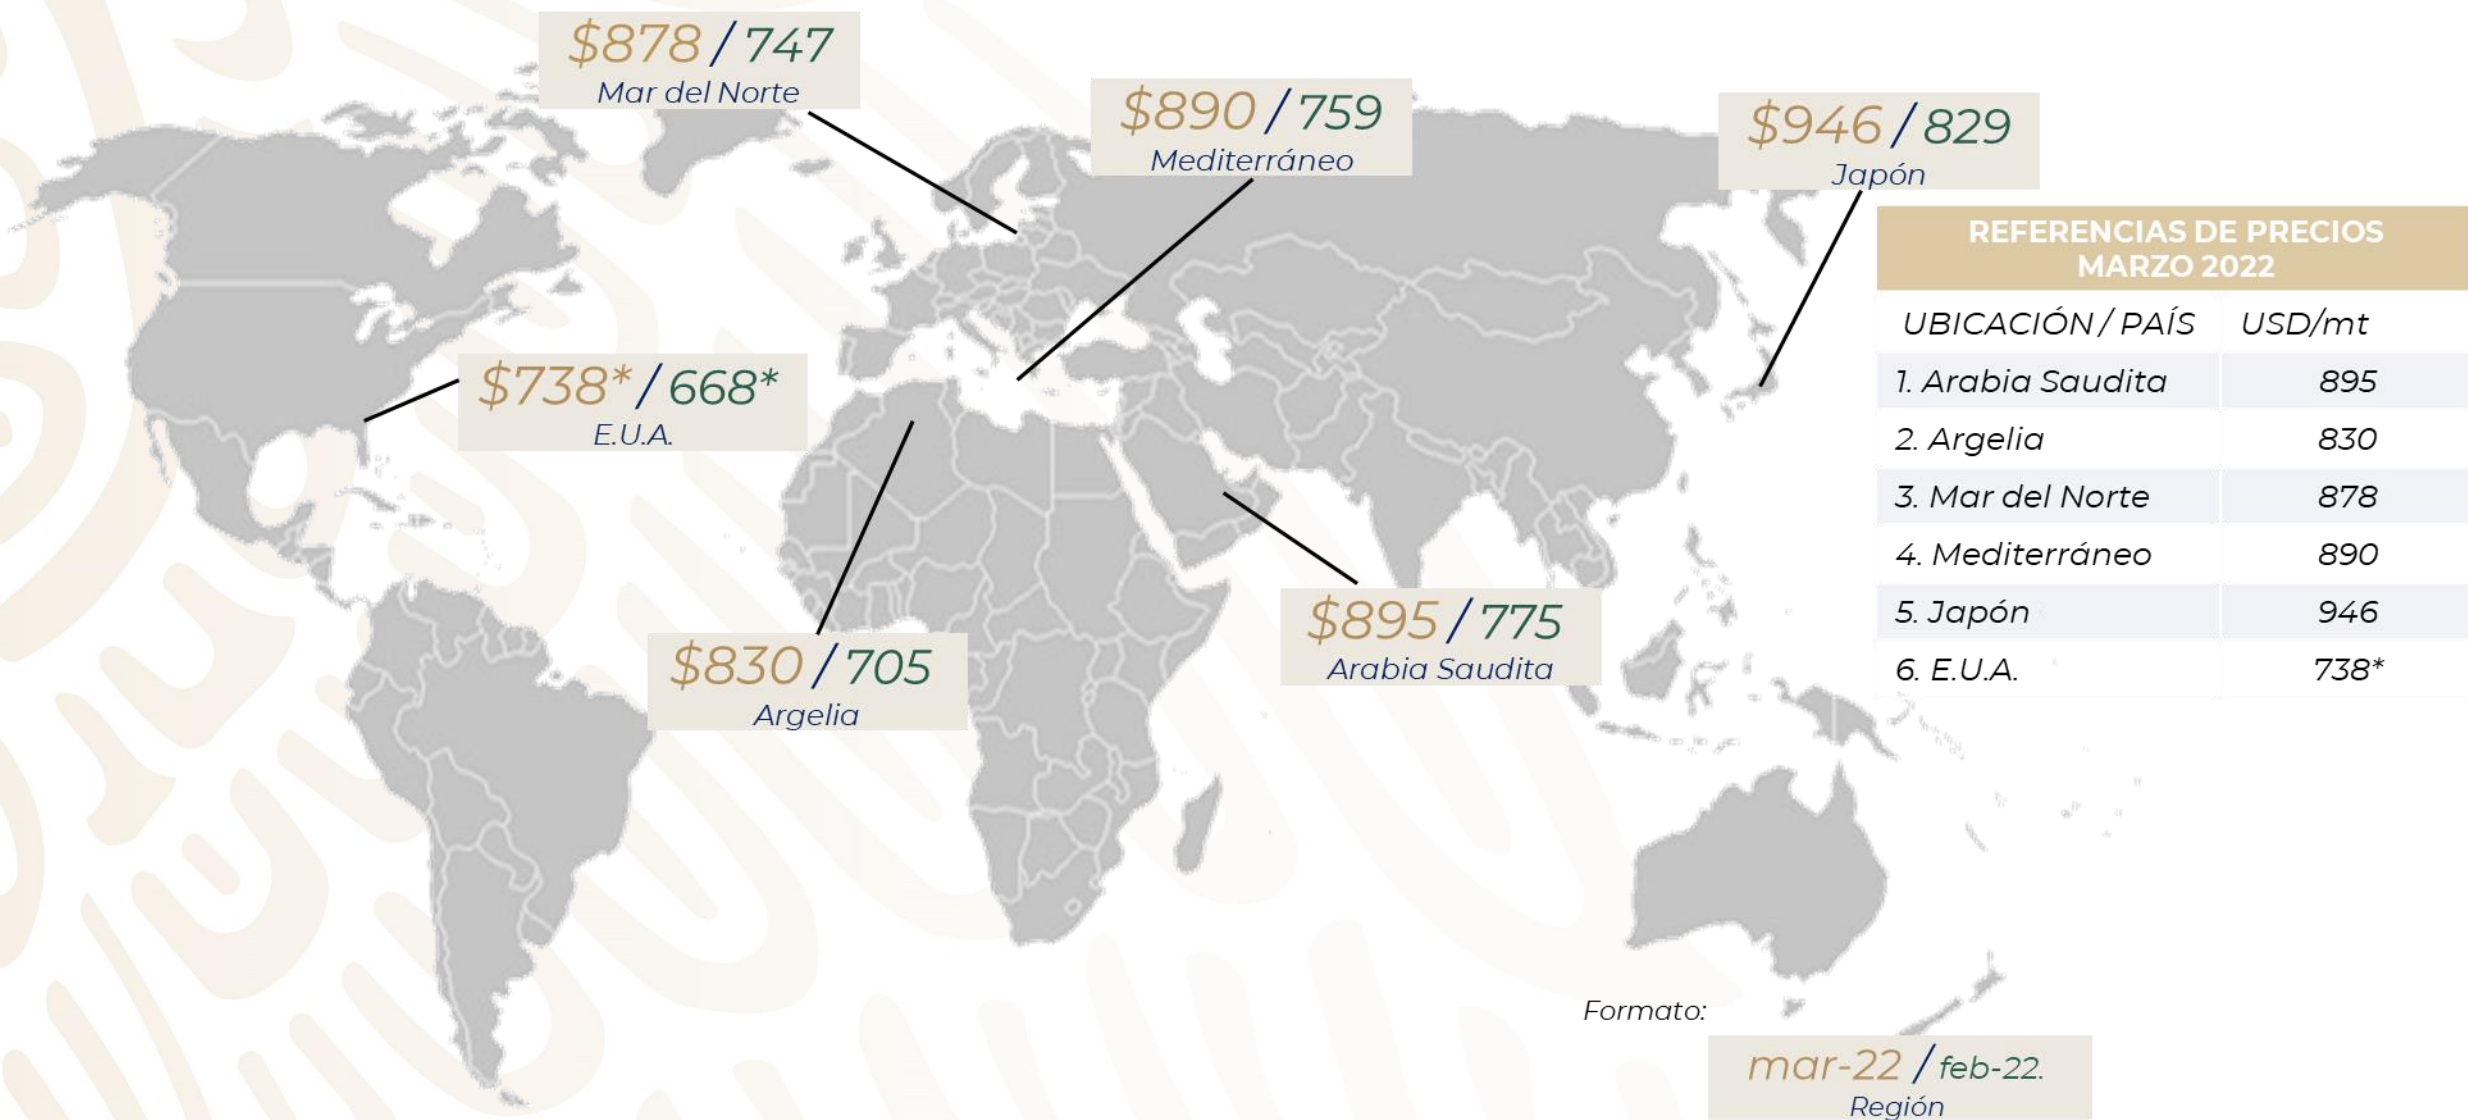 $878 / 747
Mar del Norte
$890 / 759
Mediterráneo
$946 / 829
Japón
$738* / 668*
E.U.A.
$830 / 705
Argelia
$895 / 775
Arabia Saudita
REFERENCIAS DE PRECIOS
MARZO 2022
UBICACIÓN / PAÍS USD/mt
1. Arabia Saudita 895
2. Argelia 830
3. Mar del Norte 878
4. Mediterráneo 890
5. Japón 946
6. E.U.A. 738*
Formato:
mar-22 / feb-22.
Región